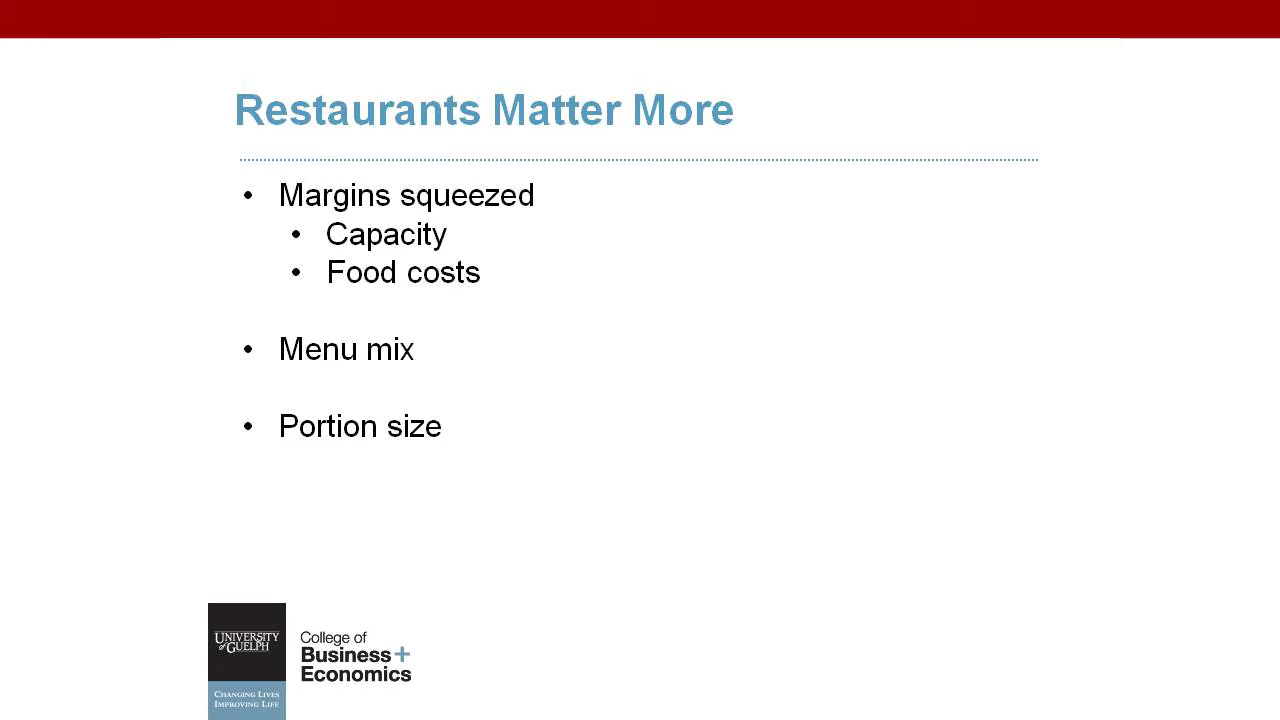 Restaurants Matter More
• Margins squeezed
• Capacity
• Food costs
• Menu mix
• Portion size
UNIVERSITY
of GUELPH
CHANGING LIVES
IMPROVING LIFE
College of
Business+
Economics